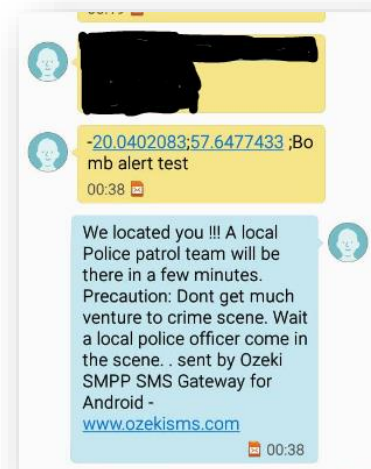 -20.0402083;57.6477433 ;Bo
mb alert test
00:38
We located you !!! A local
Police patrol team will be
there in a few minutes.
Precaution: Dont get much
venture to crime scene. Wait
a local police officer come in
the scene. . sent by Ozeki
SMPP SMS Gateway for
Android -
www.ozekisms.com
00:38